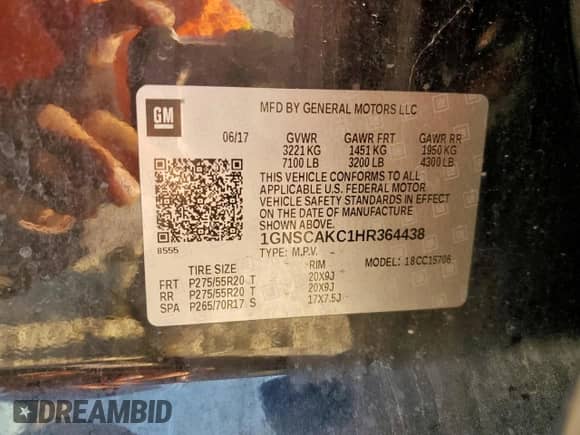 GM
MFD BY GENERAL MOTORS LLC
06/17 GVWR GAWR FRT GAWR RR
3221 KG 1451 KG 1950 KG
7100 LB 3200 LB 4300 LB
THIS VEHICLE CONFORMS TO ALL
APPLICABLE U.S. FEDERAL MOTOR
VEHICLE SAFETY STANDARDS IN EFFECT
ON THE DATE OF MANUFACTURE
SHOWN ABOVE.
8555 1GNSCAKC1HR364438
TYPE: M.P.V. MODEL: 18CC15706
TIRE SIZE RIM
FRT P275/55R20 T 20X9J
RR P275/55R20 T 20X9J
SPA P265/70R17 S 17X7.5J
DREAMBID